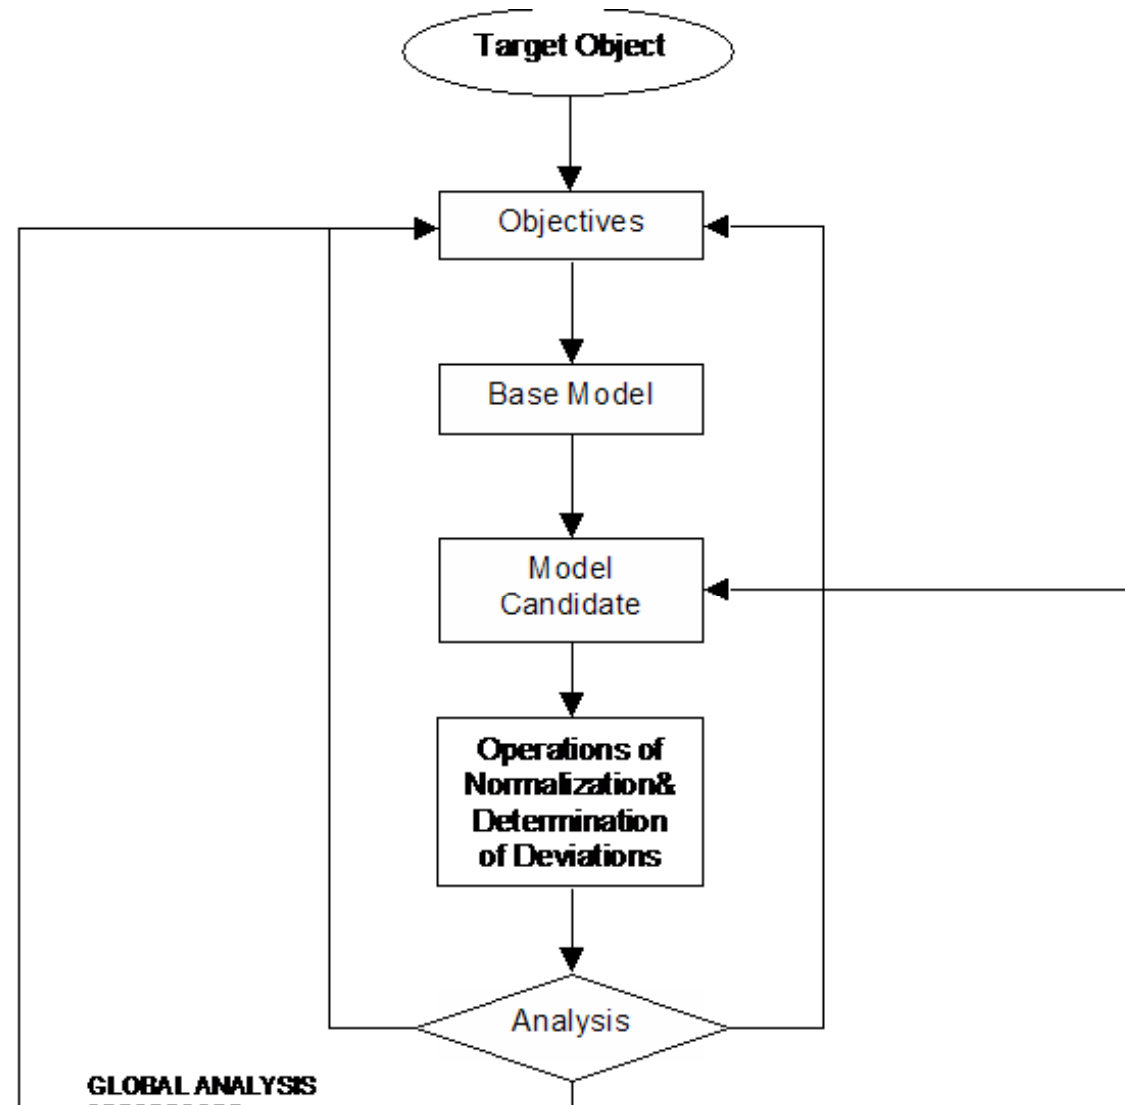 Target Object
Objectives
Base Model
Model
Candidate
Operations of
Normalization&
Determination
of Deviations
Analysis
GLOBAL ANALYSIS